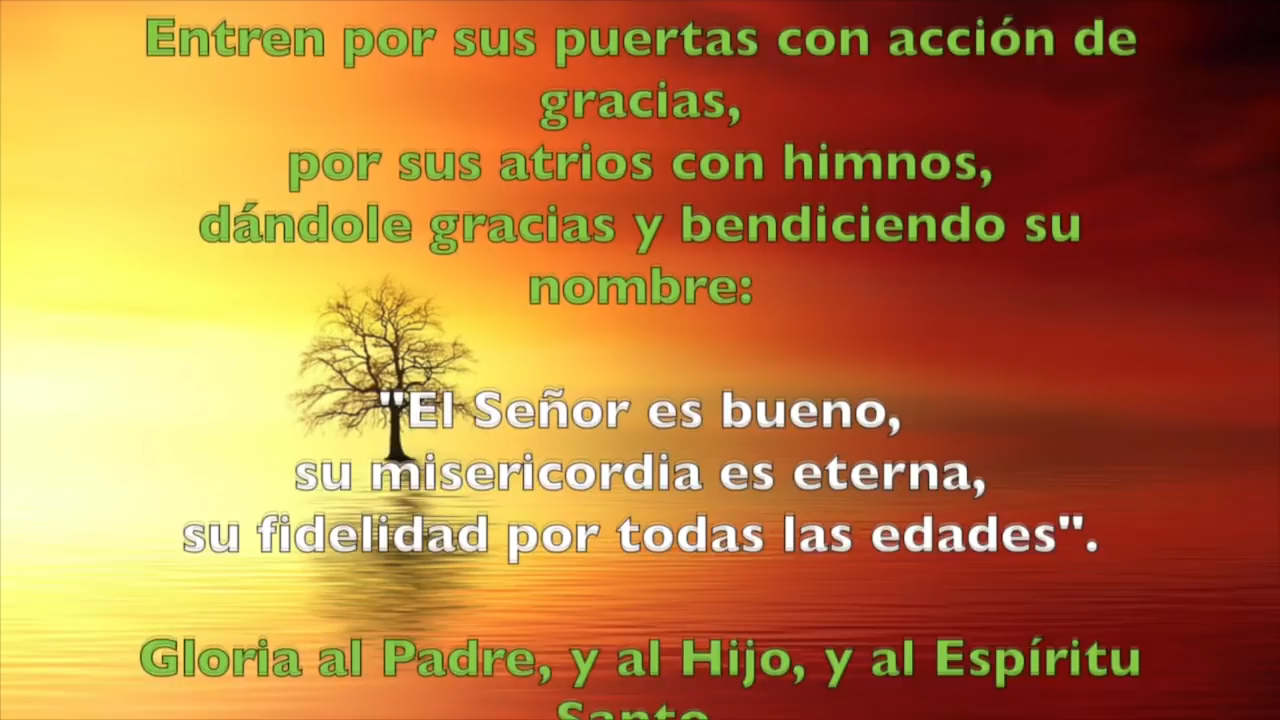 Entren por sus puertas con acción de
gracias,
por sus atrios con himnos,
dándole gracias y bendiciendo su
nombre:
"El Señor es bueno,
su misericordia es eterna,
su fidelidad por todas las edades".
Gloria al Padre, y al Hijo, y al Espíritu
Santo